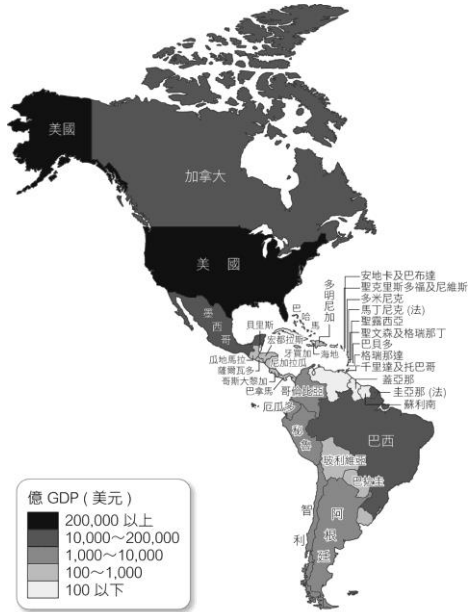 美國
加拿大
美國
墨西哥
巴哈馬
多明尼加
安地卡及巴布達
聖克里斯多福及尼維斯
多米尼克
馬丁尼克 (法)
聖露西亞
聖文森及格瑞那丁
巴貝多
格瑞那達
千里達及托巴哥
蓋亞那
圭亞那 (法)
蘇利南
貝里斯
宏都拉斯
瓜地馬拉
牙買加
海地
尼加拉瓜
薩爾瓦多
哥斯大黎加
巴拿馬
哥倫比亞
厄瓜多
秘魯
巴西
玻利維亞
巴拉圭
智利
阿根廷
億 GDP ( 美元 )
200,000 以上
10,000～200,000
1,000～10,000
100～1,000
100 以下